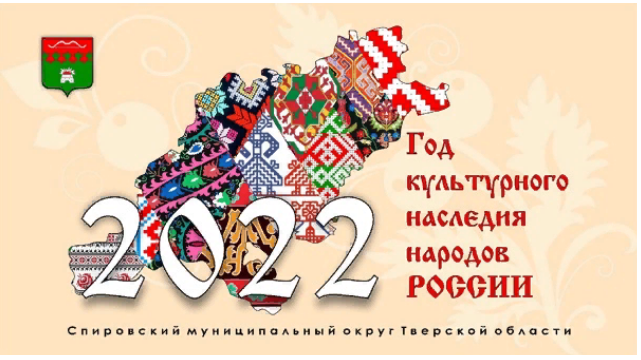 2022
Год
культурного
наследия
народов
РОССИИ
Спировский муниципальный округ Тверской области